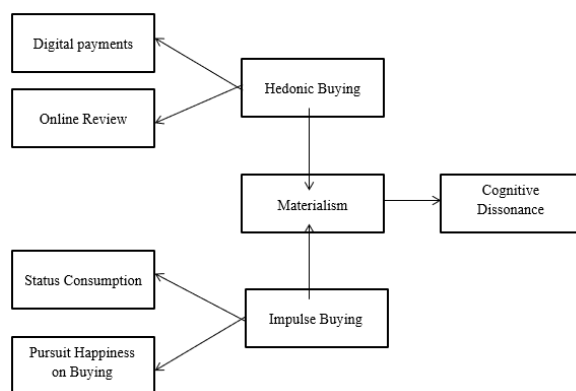 Digital payments
Hedonic Buying
Online Review
Materialism
Cognitive
Dissonance
Status Consumption
Impulse Buying
Pursuit Happiness
on Buying